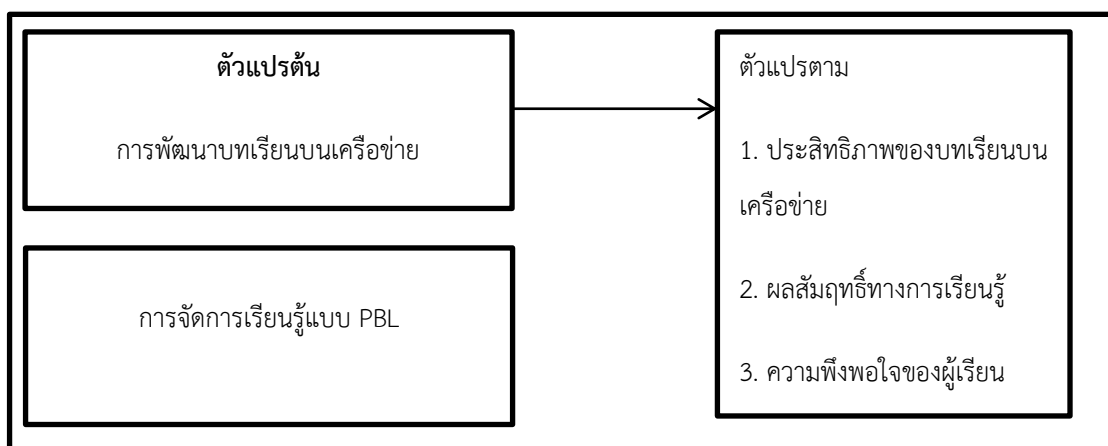 ตัวแปรต้น
การพัฒนาบทเรียนบนเครือข่าย
การจัดการเรียนรู้แบบ PBL
ตัวแปรตาม
1. ประสิทธิภาพของบทเรียนบน
เครือข่าย
2. ผลสัมฤทธิ์ทางการเรียนรู้
3. ความพึงพอใจของผู้เรียน